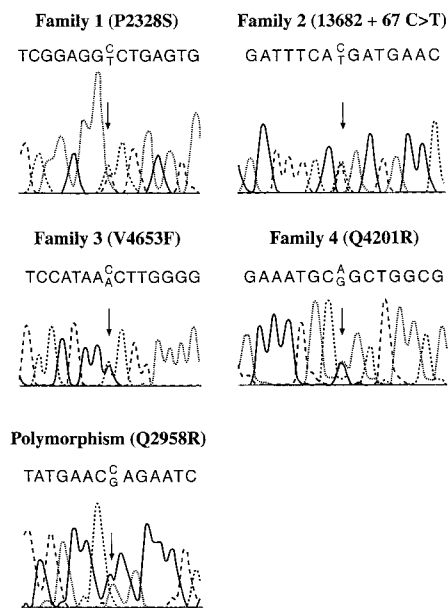 Family 1 (P2328S)
TCGGAGG C T CTGAGTG
Family 2 (13682 + 67 C>T)
GATTTCA C T GATGAAC
Family 3 (V4653F)
TCCATAA C A CTTGGGG
Family 4 (Q4201R)
GAAATGC A G GCTGGCG
Polymorphism (Q2958R)
TATGAAC C G AGAATC